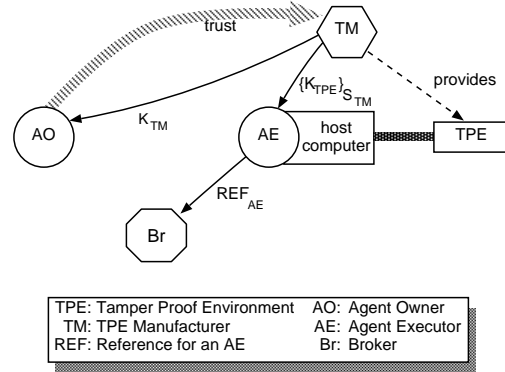 trust
TM
{K_TPE}_S_TM
provides
AO
K_TM
AE
host
computer
TPE
REF_AE
Br
TPE: Tamper Proof Environment AO: Agent Owner
TM: TPE Manufacturer AE: Agent Executor
REF: Reference for an AE Br: Broker